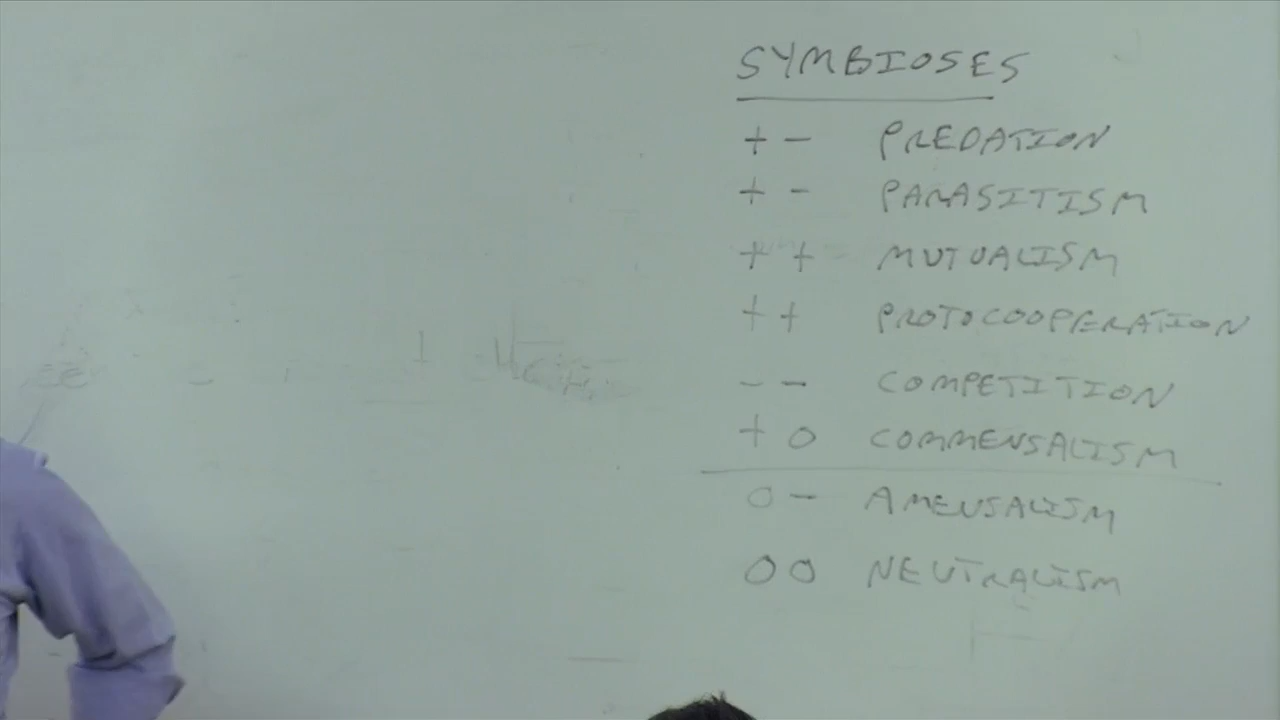 SYMBIOSES
+ - PREDATION
+ - PARASITISM
+ + MUTUALISM
+ + PROTOCOOPERATION
- - COMPETITION
+ 0 COMMENSALISM
0 - AMENSALISM
0 0 NEUTRALISM